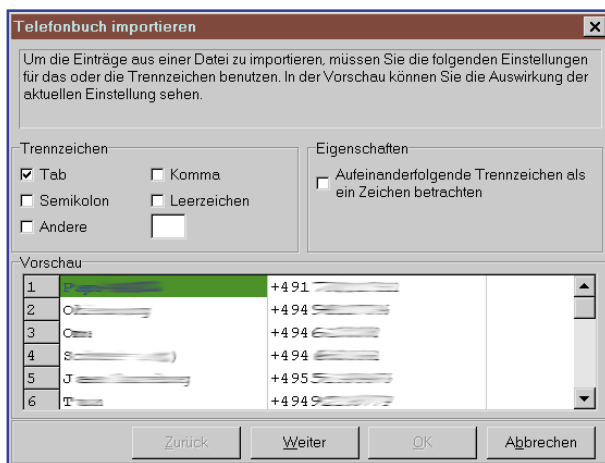 Telefonbuch importieren
Um die Einträge aus einer Datei zu importieren, müssen Sie die folgenden Einstellungen
für das oder die Trennzeichen benutzen. In der Vorschau können Sie die Auswirkung der
aktuellen Einstellung sehen.
Trennzeichen
Tab
Komma
Semikolon
Leerzeichen
Andere
Eigenschaften
Aufeinanderfolgende Trennzeichen als
ein Zeichen betrachten
Vorschau
1 +491
2 +494
3 +494
4 +494
5 +495
6 +4949
Zurück Weiter OK Abbrechen